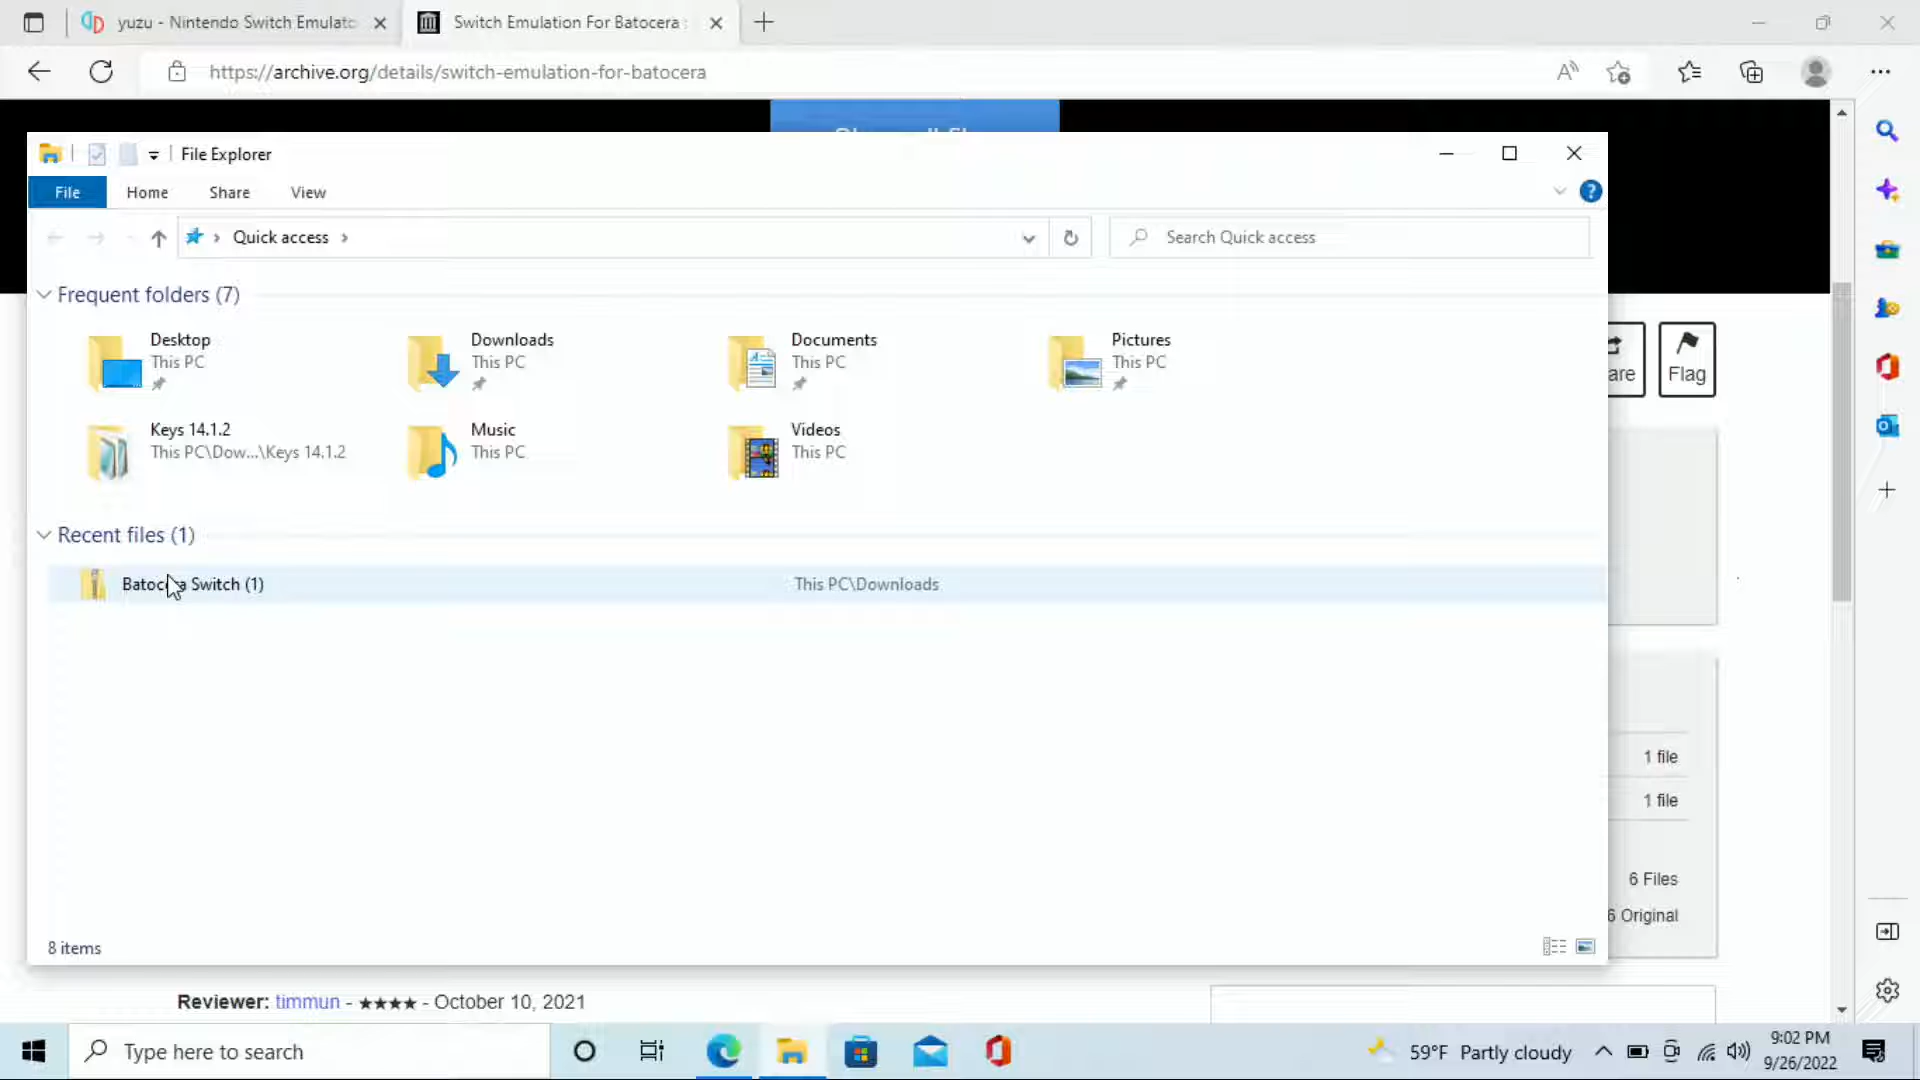 yuzu - Nintendo Switch Emulato
Switch Emulation For Batocera :
https://archive.org/details/switch-emulation-for-batocera
File Explorer
File
Home
Share
View
Quick access
Search Quick access
Frequent folders (7)
Desktop
This PC
Downloads
This PC
Documents
This PC
Pictures
This PC
Keys 14.1.2
This PC\Dow...\Keys 14.1.2
Music
This PC
Videos
This PC
Recent files (1)
Batocera Switch (1)
This PC\Downloads
are
Flag
1 file
1 file
6 Files
6 Original
8 items
Reviewer: timmun - ★★★★ - October 10, 2021
Type here to search
59°F Partly cloudy
9:02 PM
9/26/2022